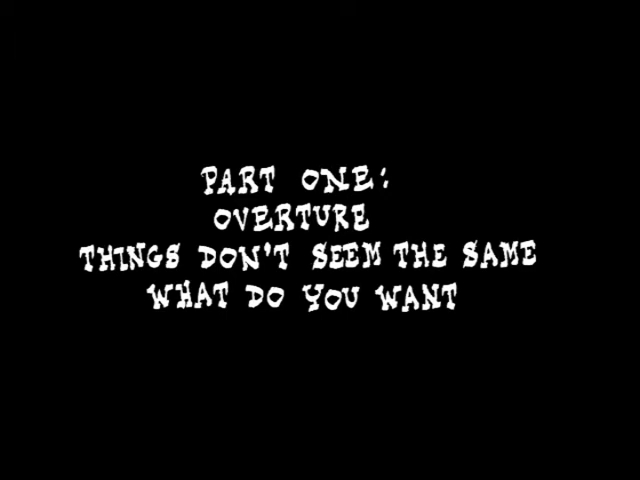 PART ONE:
OVERTURE
THINGS DON'T SEEM THE SAME
WHAT DO YOU WANT